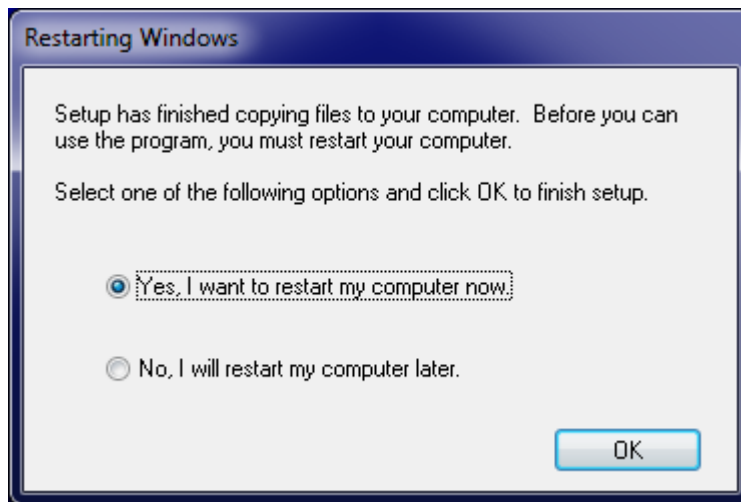 Restarting Windows
Setup has finished copying files to your computer.  Before you can
use the program, you must restart your computer.
Select one of the following options and click OK to finish setup.
Yes, I want to restart my computer now.
No, I will restart my computer later.
OK